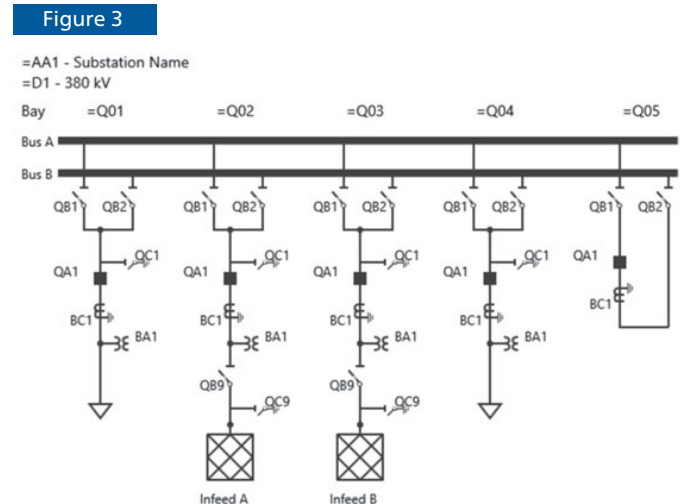 Figure 3
=AA1 - Substation Name
=D1 - 380 kV
Bay =Q01 =Q02 =Q03 =Q04 =Q05
Bus A
Bus B
QB1 QB2 QB1 QB2 QB1 QB2 QB1 QB2 QB1 QB2
QC1 QC1 QC1 QC1
QA1 QA1 QA1 QA1 QA1
BC1 BC1 BC1 BC1 BC1
BA1 BA1 BA1 BA1
QB9 QB9
QC9 QC9
Infeed A Infeed B